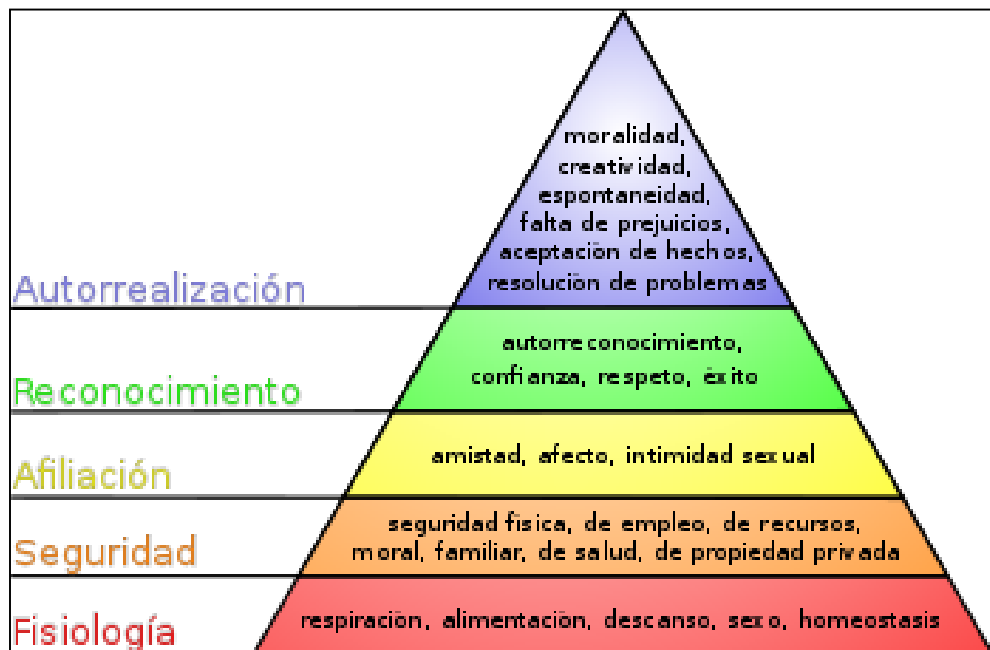 moralidad,
creatividad,
espontaneidad,
falta de prejuicios,
aceptación de hechos,
resolución de problemas
Autorrealización
autorreconocimiento,
confianza, respeto, éxito
Reconocimiento
amistad, afecto, intimidad sexual
Afiliación
seguridad física, de empleo, de recursos,
moral, familiar, de salud, de propiedad privada
Seguridad
respiración, alimentación, descanso, sexo, homeostasis
Fisiología